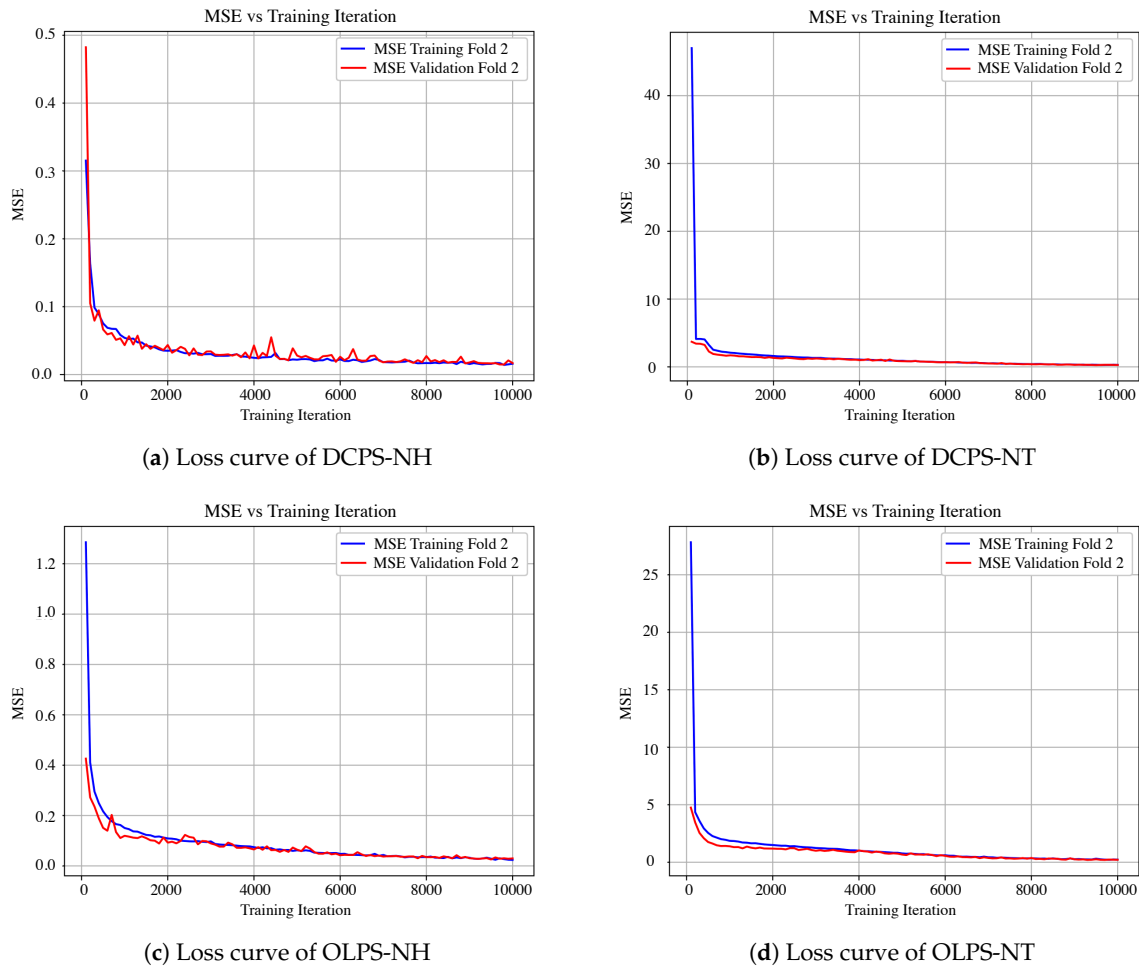 MSE vs Training Iteration
MSE Training Fold 2
MSE Validation Fold 2
0.5
0.4
0.3
0.2
0.1
0.0
MSE
0
2000
4000
6000
8000
10000
Training Iteration
(a) Loss curve of DCPS-NH
MSE vs Training Iteration
MSE Training Fold 2
MSE Validation Fold 2
40
30
20
10
0
MSE
0
2000
4000
6000
8000
10000
Training Iteration
(b) Loss curve of DCPS-NT
MSE vs Training Iteration
MSE Training Fold 2
MSE Validation Fold 2
1.2
1.0
0.8
0.6
0.4
0.2
0.0
MSE
0
2000
4000
6000
8000
10000
Training Iteration
(c) Loss curve of OLPS-NH
MSE vs Training Iteration
MSE Training Fold 2
MSE Validation Fold 2
25
20
15
10
5
0
MSE
0
2000
4000
6000
8000
10000
Training Iteration
(d) Loss curve of OLPS-NT